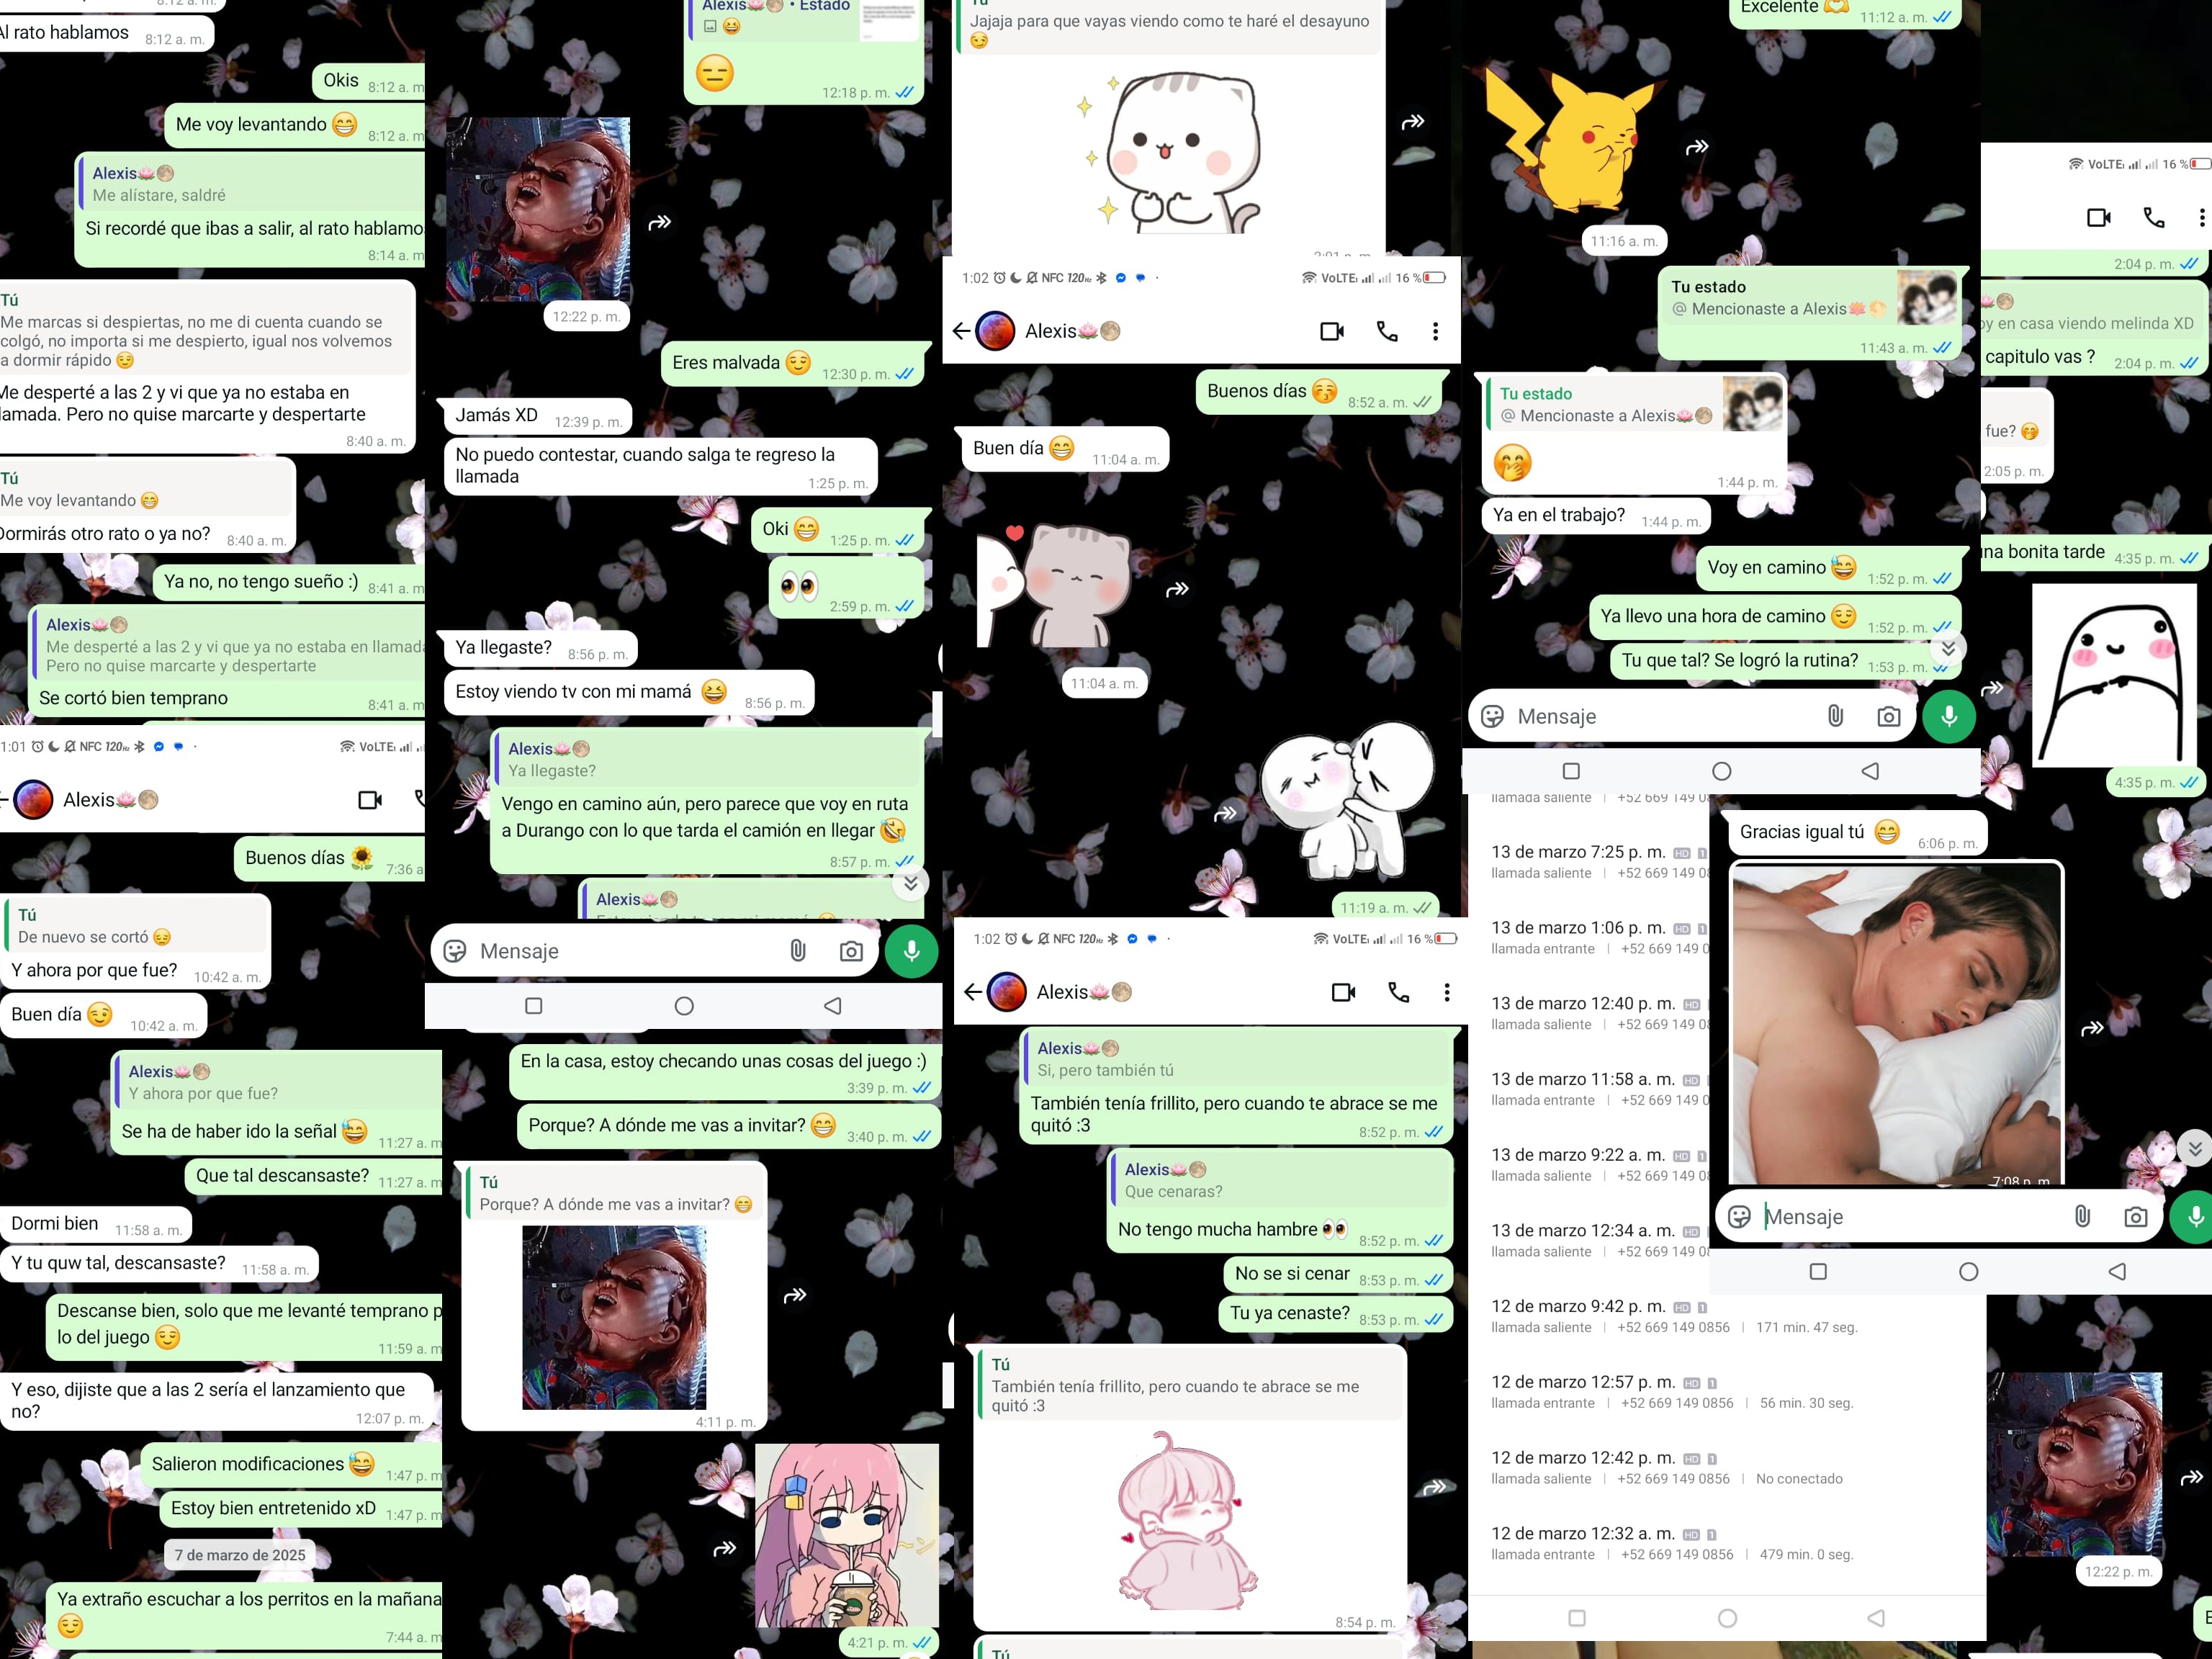 Al rato hablamos 8:12 a. m.
Okis 8:12 a. m
Me voy levantando 😁 8:12 a. m
Alexis🪷🌕
Me alístare, saldré
Si recordé que ibas a salir, al rato hablamo
8:14 a. m
Tú
Me marcas si despiertas, no me di cuenta cuando se
colgó, no importa si me despierto, igual nos volvemos
a dormir rápido 😌
Me desperté a las 2 y vi que ya no estaba en
lamada. Pero no quise marcarte y despertarte
8:40 a. m.
Tú
Me voy levantando 😁
Dormirás otro rato o ya no? 8:40 a. m.
Ya no, no tengo sueño :) 8:41 a. m
Alexis🪷🌕
Me desperté a las 2 y vi que ya no estaba en llamada
Pero no quise marcarte y despertarte
Se cortó bien temprano
8:41 a. m
1:01 NFC 120Hz VoLTE
Alexis🪷🌕
Buenos días 🌻 7:36 a
Tú
De nuevo se cortó 😔
Y ahora por que fue? 10:42 a. m.
Buen día 😉 10:42 a. m.
Alexis🪷🌕
Y ahora por que fue?
Se ha de haber ido la señal 😅 11:27 a. m
Que tal descansaste? 11:27 a. m
Dormi bien 11:58 a. m.
Y tu quw tal, descansaste? 11:58 a. m.
Descanse bien, solo que me levanté temprano p
lo del juego 😌
11:59 a. m
Y eso, dijiste que a las 2 sería el lanzamiento que
no? 12:07 p. m.
Salieron modificaciones 😅 1:47 p. m
Estoy bien entretenido xD 1:47 p. m
7 de marzo de 2025
Ya extraño escuchar a los perritos en la mañana
😌
7:44 a. m
Alexis🪷🌕 • Estado
😆
😑
12:18 p. m.
12:22 p. m.
Eres malvada 😌 12:30 p. m.
Jamás XD 12:39 p. m.
No puedo contestar, cuando salga te regreso la
llamada 1:25 p. m.
Oki 😁 1:25 p. m.
👀
2:59 p. m.
Ya llegaste? 8:56 p. m.
Estoy viendo tv con mi mamá 😆 8:56 p. m.
Alexis🪷🌕
Ya llegaste?
Vengo en camino aún, pero parece que voy en ruta
a Durango con lo que tarda el camión en llegar 🤣
8:57 p. m.
Alexis🪷🌕
Mensaje
En la casa, estoy checando unas cosas del juego :)
3:39 p. m.
Porque? A dónde me vas a invitar? 😁 3:40 p. m.
Tú
Porque? A dónde me vas a invitar? 😁
4:11 p. m.
4:21 p. m.
Tú
Jajaja para que vayas viendo como te haré el desayuno
😏
1:02 NFC 120Hz VoLTE 16 %
Alexis🪷🌕
Buenos días 😚 8:52 a. m.
Buen día 😁 11:04 a. m.
11:04 a. m.
11:19 a. m.
1:02 NFC 120Hz VoLTE 16 %
Alexis🪷🌕
Alexis🪷🌕
Si, pero también tú
También tenía frillito, pero cuando te abrace se me
quitó :3 8:52 p. m.
Alexis🪷🌕
Que cenaras?
No tengo mucha hambre 👀 8:52 p. m.
No se si cenar 8:53 p. m.
Tu ya cenaste? 8:53 p. m.
Tú
También tenía frillito, pero cuando te abrace se me
quitó :3
8:54 p. m.
Tú
Excelente 🫶 11:12 a. m.
11:16 a. m.
Tu estado
@ Mencionaste a Alexis🪷🌕
11:43 a. m.
Tu estado
@ Mencionaste a Alexis🪷🌕
🤭
1:44 p. m.
Ya en el trabajo? 1:44 p. m.
Voy en camino 😅 1:52 p. m.
Ya llevo una hora de camino 😌 1:52 p. m.
Tu que tal? Se logró la rutina? 1:53 p. m.
Mensaje
llamada saliente | +52 669 149 0
13 de marzo 7:25 p. m. HD 1
llamada saliente | +52 669 149 0
13 de marzo 1:06 p. m. HD 1
llamada entrante | +52 669 149 0
13 de marzo 12:40 p. m. HD
llamada saliente | +52 669 149 0
13 de marzo 11:58 a. m. HD
llamada entrante | +52 669 149 0
13 de marzo 9:22 a. m. HD 1
llamada saliente | +52 669 149 0
13 de marzo 12:34 a. m. HD
llamada saliente | +52 669 149 0
12 de marzo 9:42 p. m. HD 1
llamada saliente | +52 669 149 0856 | 171 min. 47 seg.
12 de marzo 12:57 p. m. HD 1
llamada entrante | +52 669 149 0856 | 56 min. 30 seg.
12 de marzo 12:42 p. m. HD 1
llamada saliente | +52 669 149 0856 | No conectado
12 de marzo 12:32 a. m. HD 1
llamada entrante | +52 669 149 0856 | 479 min. 0 seg.
VoLTE 16 %
2:04 p. m.
oy en casa viendo melinda XD
capitulo vas ? 2:04 p. m.
fue? 🤭
2:05 p. m.
na bonita tarde 4:35 p. m.
4:35 p. m.
Gracias igual tú 😁 6:06 p. m.
7:08 p. m.
Mensaje
12:22 p. m.